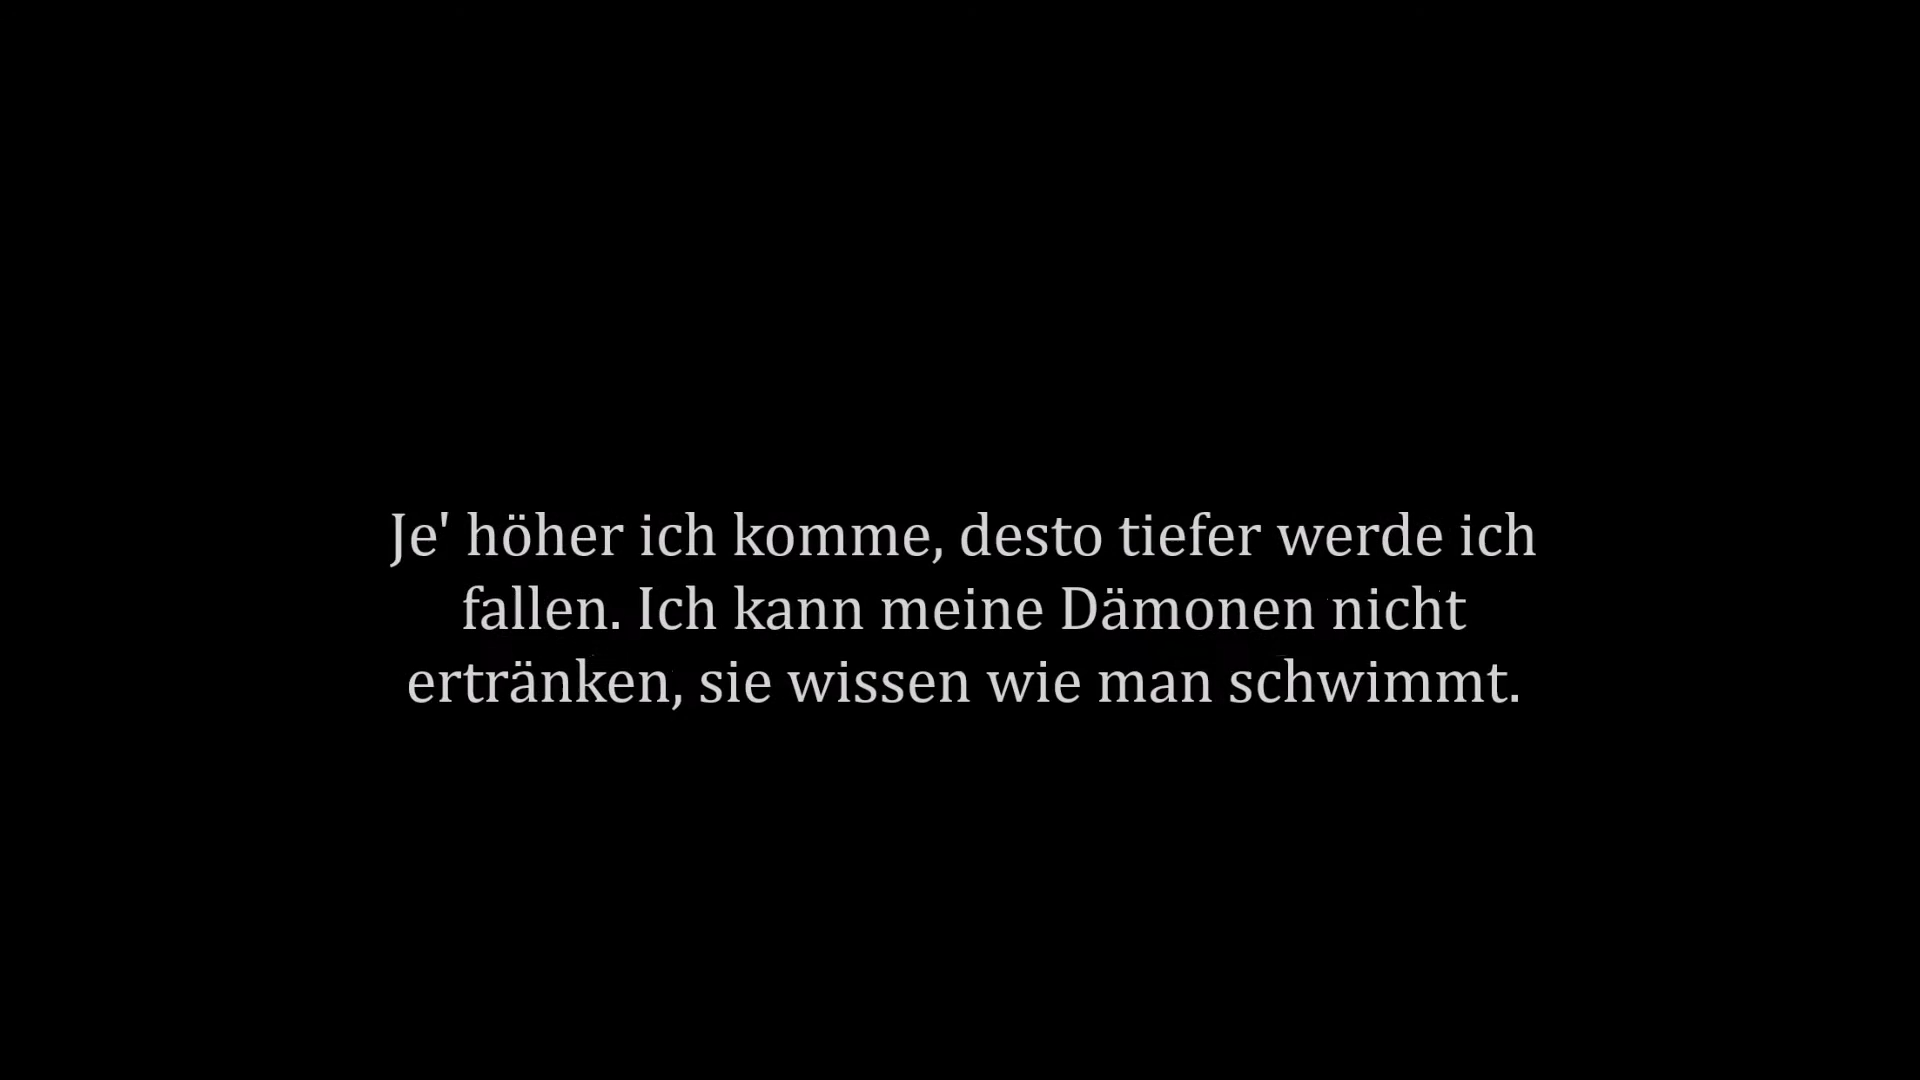 Je' höher ich komme, desto tiefer werde ich
fallen. Ich kann meine Dämonen nicht
ertränken, sie wissen wie man schwimmt.